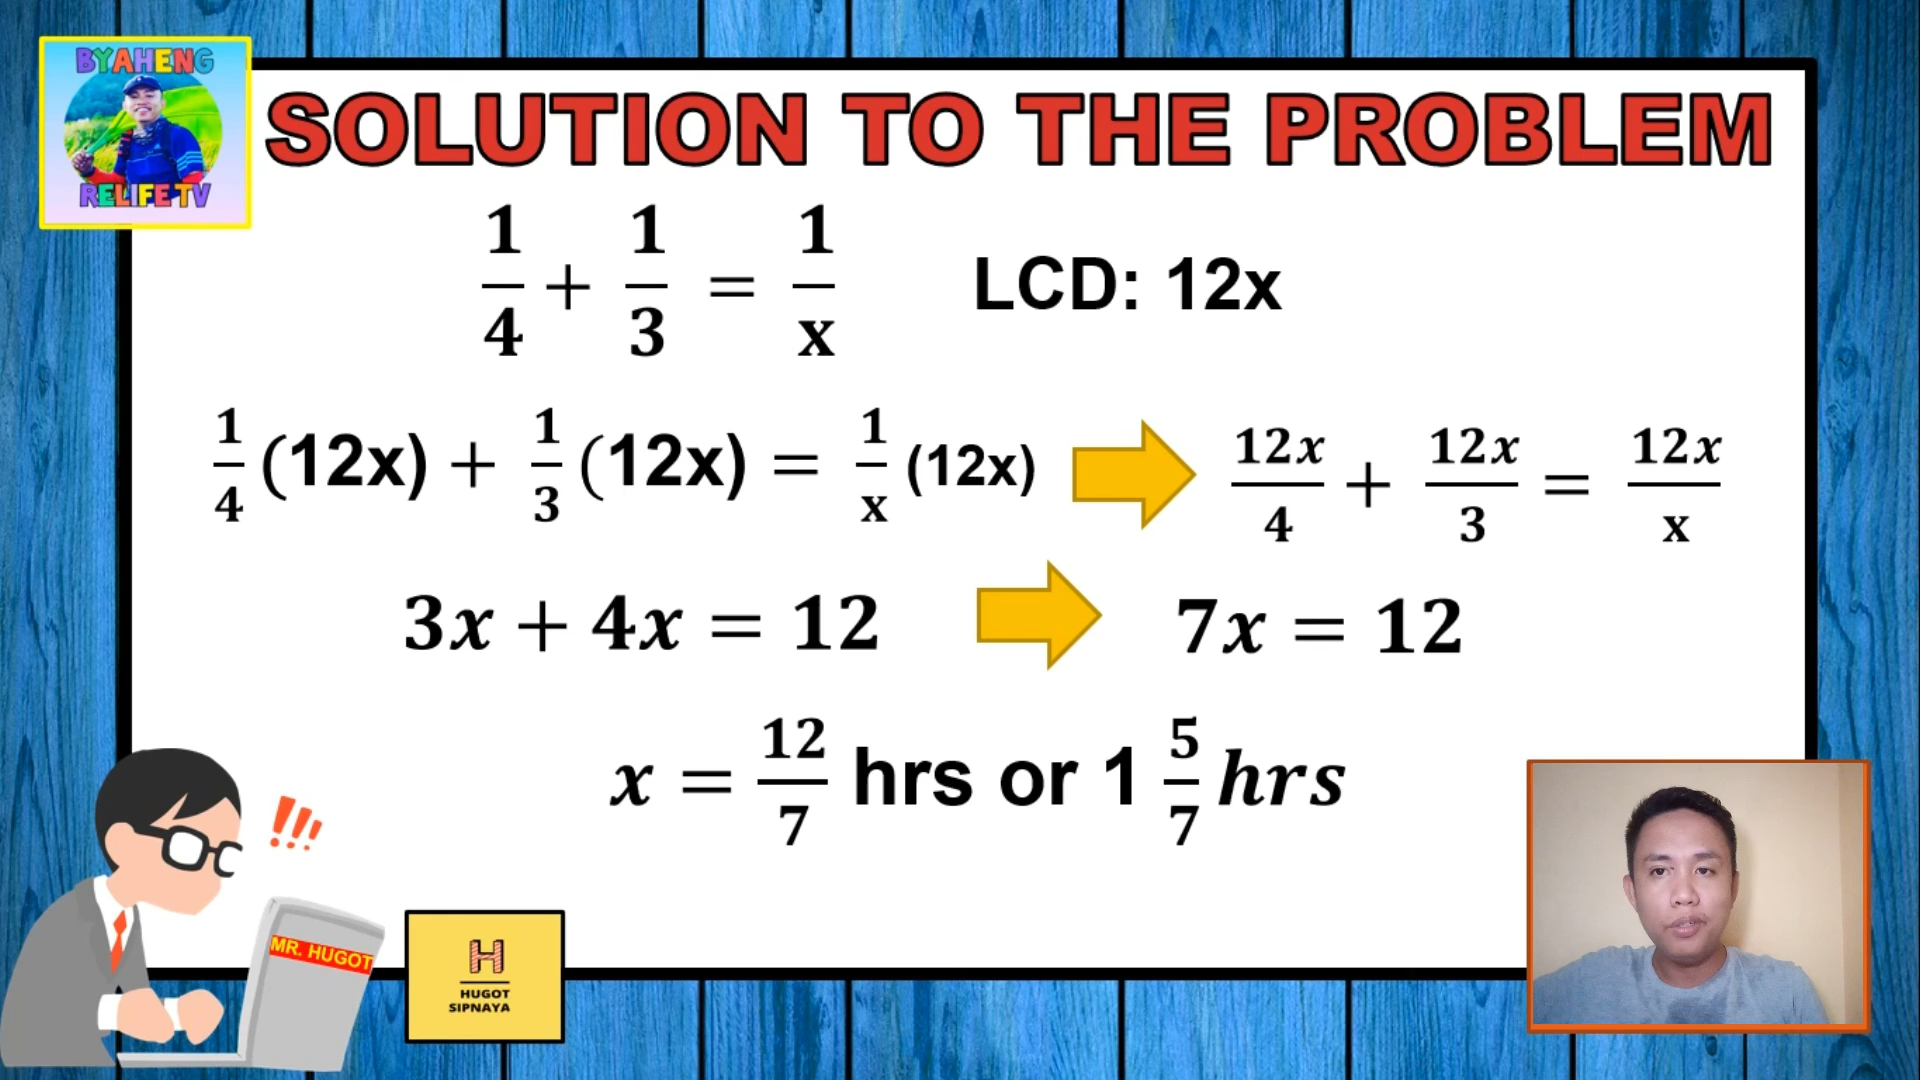 BYAHENG
RELIFE TV
SOLUTION TO THE PROBLEM
1/4 + 1/3 = 1/x LCD: 12x
1/4 (12x) + 1/3 (12x) = 1/x (12x) 12x/4 + 12x/3 = 12x/x
3x + 4x = 12 7x = 12
x = 12/7 hrs or 1 5/7 hrs
!!!
MR. HUGOT
H
HUGOT
SIPNAYA